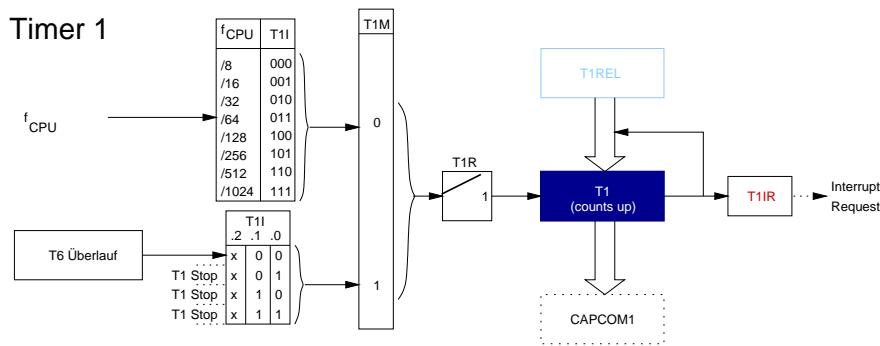 Timer 1
f CPU T1I
/8 000
/16 001
/32 010
/64 011
/128 100
/256 101
/512 110
/1024 111
f CPU
T1M
0
1
T1R
1
T1REL
T1
(counts up)
T1IR
Interrupt
Request
CAPCOM1
T6 Überlauf
T1I
.2 .1 .0
x 0 0
T1 Stop x 0 1
T1 Stop x 1 0
T1 Stop x 1 1